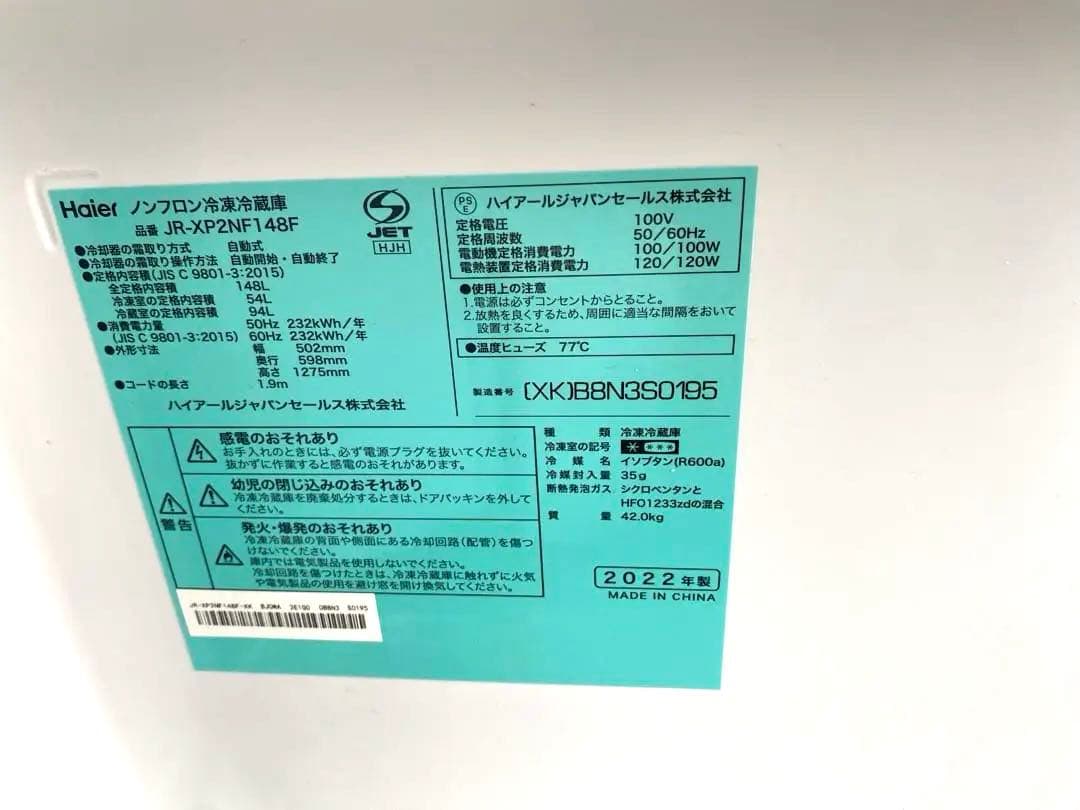 Haier ノンフロン冷凍冷蔵庫
品番 JR-XP2NF148F
JET
HJH
●冷却器の霜取り方式 自動式
●冷却器の霜取り操作方法 自動開始・自動終了
●定格内容積(JIS C 9801-3:2015)
全定格内容積 148L
冷凍室の定格内容積 54L
冷蔵室の定格内容積 94L
●消費電力量 50Hz 232kWh/年
(JIS C 9801-3:2015) 60Hz 232kWh/年
●外形寸法 幅 502mm
奥行 598mm
高さ 1275mm
●コードの長さ 1.9m
ハイアールジャパンセールス株式会社
PSE ハイアールジャパンセールス株式会社
定格電圧 100V
定格周波数 50/60Hz
電動機定格消費電力 100/100W
電熱装置定格消費電力 120/120W
●使用上の注意
1.電源は必ずコンセントからとること。
2.放熱を良くするため、周囲に適当な間隔をおいて
設置すること。
●温度ヒューズ 77℃
製造番号 (XK)B8N3S0195
警告
感電のおそれあり
お手入れのときには、必ず電源プラグを抜いてください。
抜かずに作業すると感電のおそれあり。
幼児の閉じ込みのおそれあり
冷凍冷蔵庫を廃棄処分するときは、ドアパッキンを外して
ください。
発火・爆発のおそれあり
冷凍冷蔵庫の背面や側面にある冷却回路(配管)を傷つ
けないでください。
庫内では電気製品を使用しないでください。
冷却回路を傷つけたときは、冷凍冷蔵庫に触れずに火気
や電気製品の使用を避け窓を開け換気してください。
種類 冷凍冷蔵庫
冷凍室の記号 * ***
冷媒名 イソブタン(R600a)
冷媒封入量 35g
断熱発泡ガス シクロペンタンと
HFO1233zdの混合
質量 42.0kg
2022年製
MADE IN CHINA
JR-XP2NF148F-XK BJ0WA 2E1Q0 0B8N3 S0195